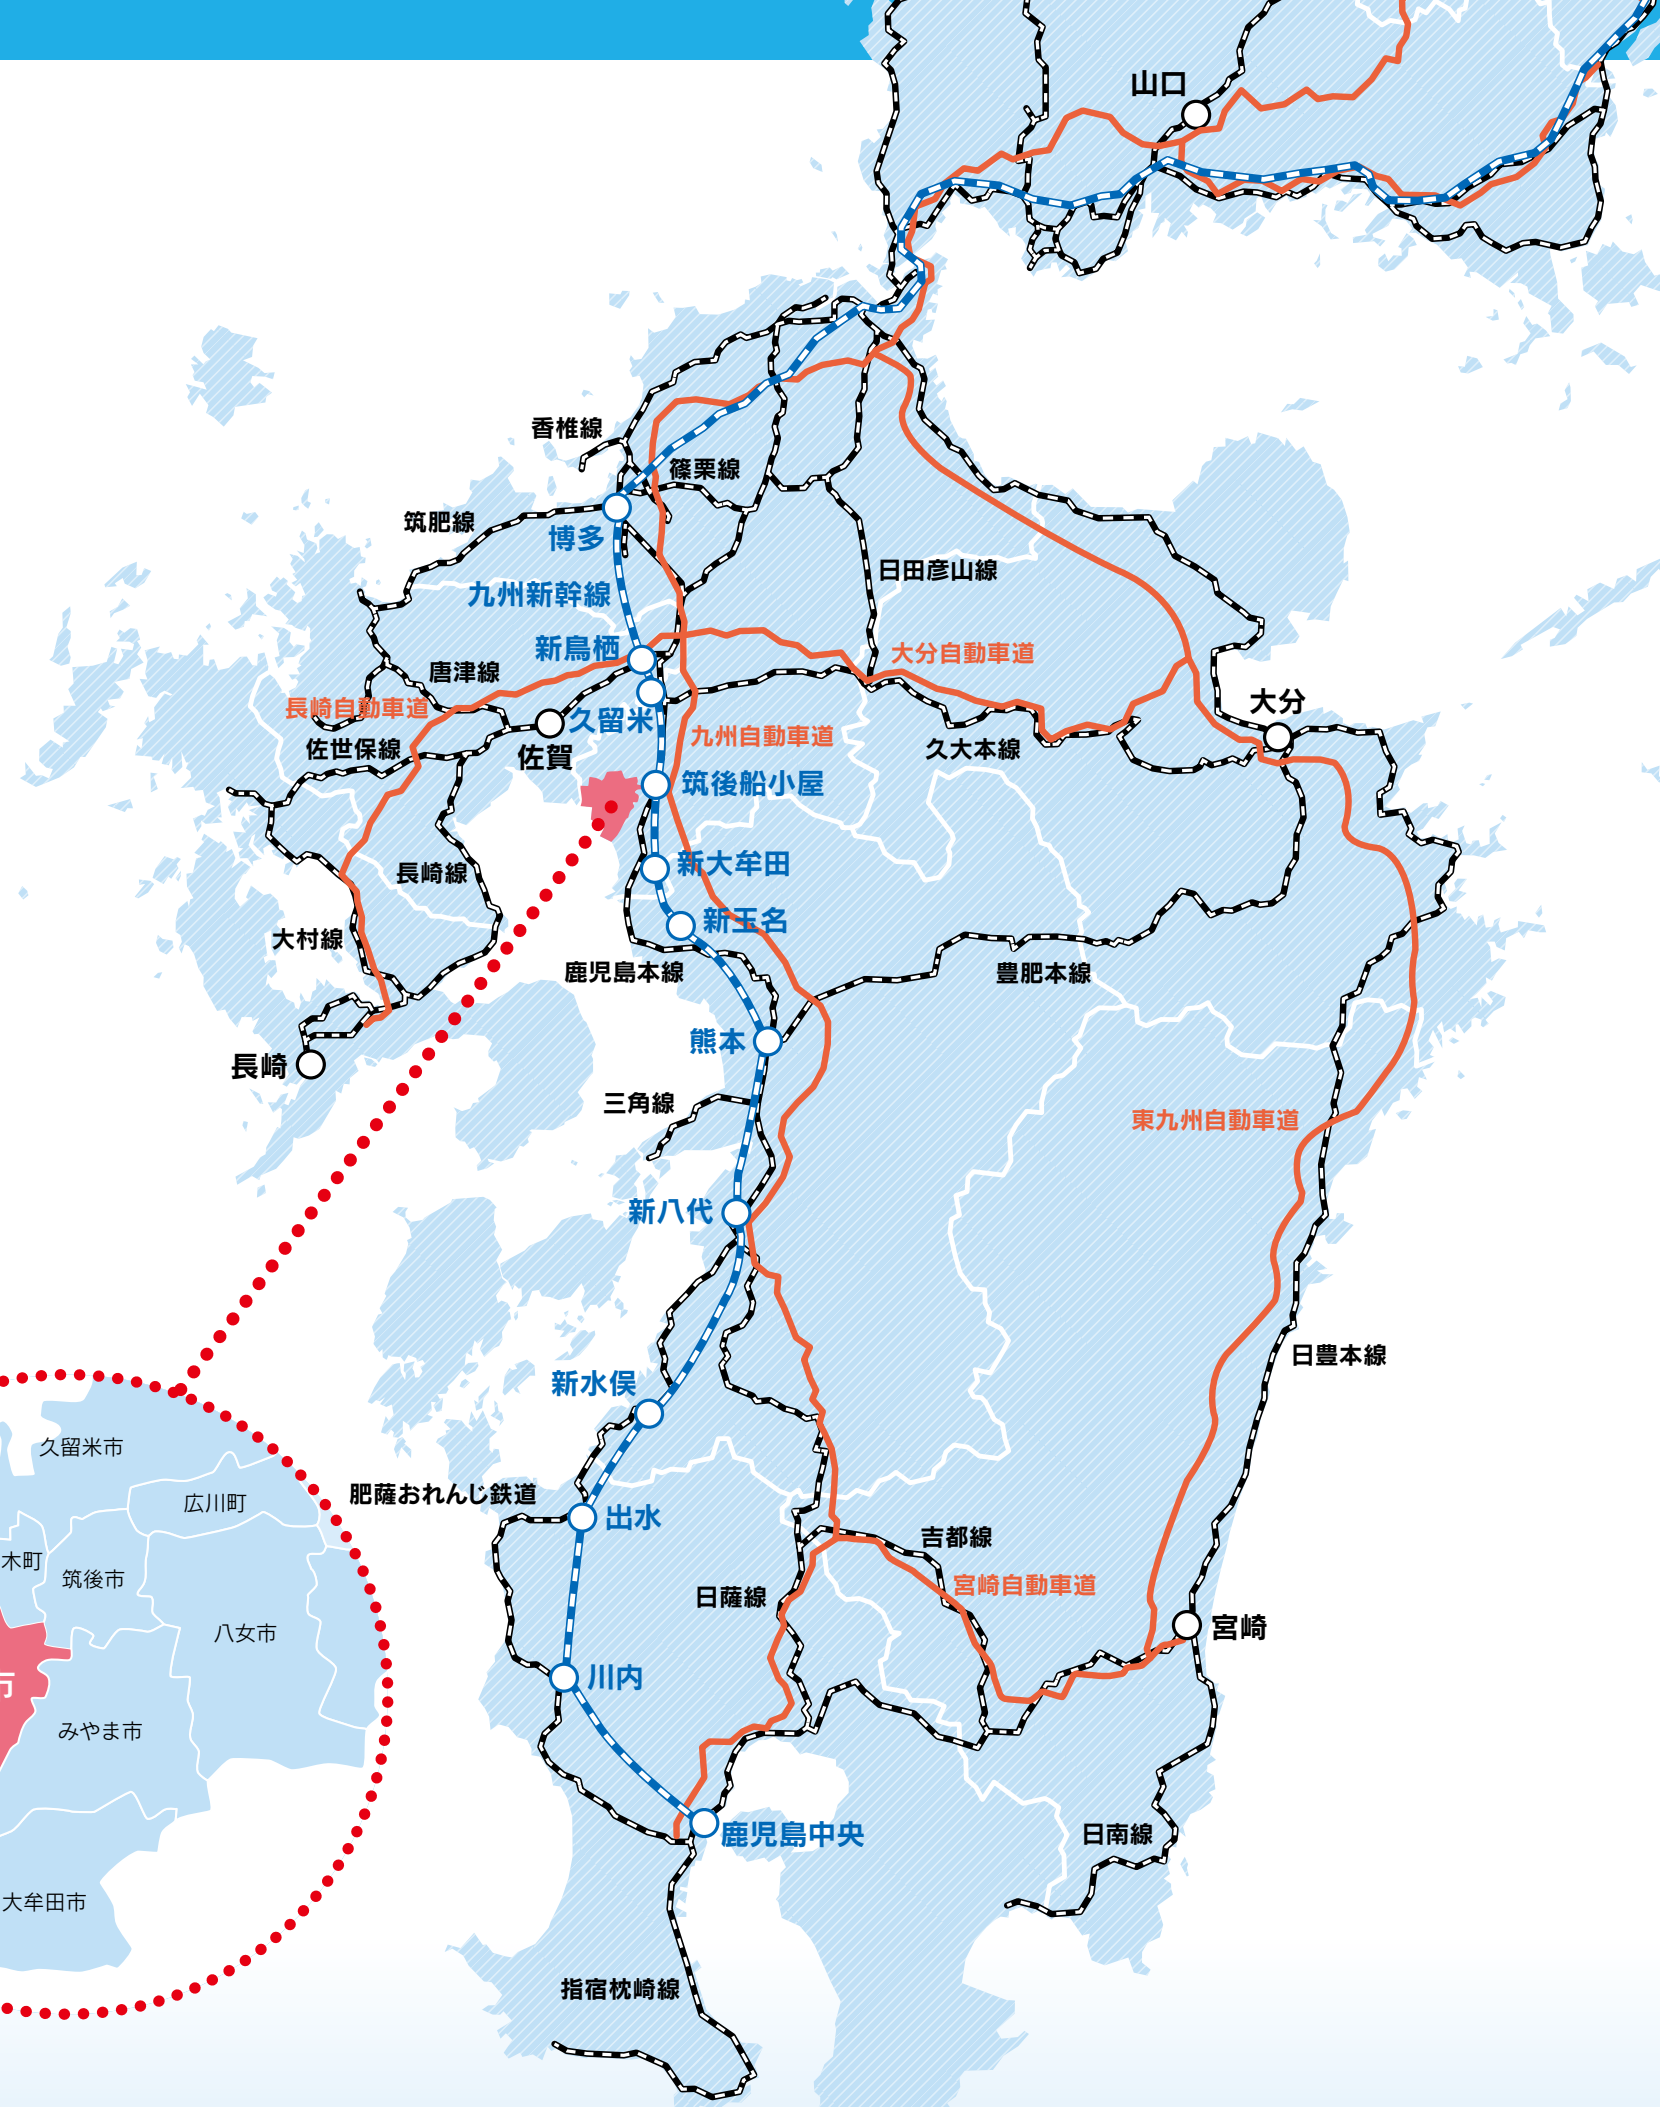 山口
香椎線
篠栗線
筑肥線
博多
日田彦山線
九州新幹線
新鳥栖
大分自動車道
唐津線
大分
長崎自動車道
久留米
九州自動車道
佐世保線
佐賀
久大本線
筑後船小屋
新大牟田
長崎線
新玉名
大村線
鹿児島本線
豊肥本線
熊本
長崎
三角線
東九州自動車道
新八代
日豊本線
新水俣
久留米市
肥薩おれんじ鉄道
広川町
出水
吉都線
木町
筑後市
宮崎自動車道
日薩線
八女市
宮崎
川内
市
みやま市
鹿児島中央
日南線
大牟田市
指宿枕崎線